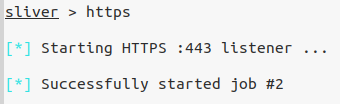 sliver > https
[*] Starting HTTPS :443 listener ...
[*] Successfully started job #2